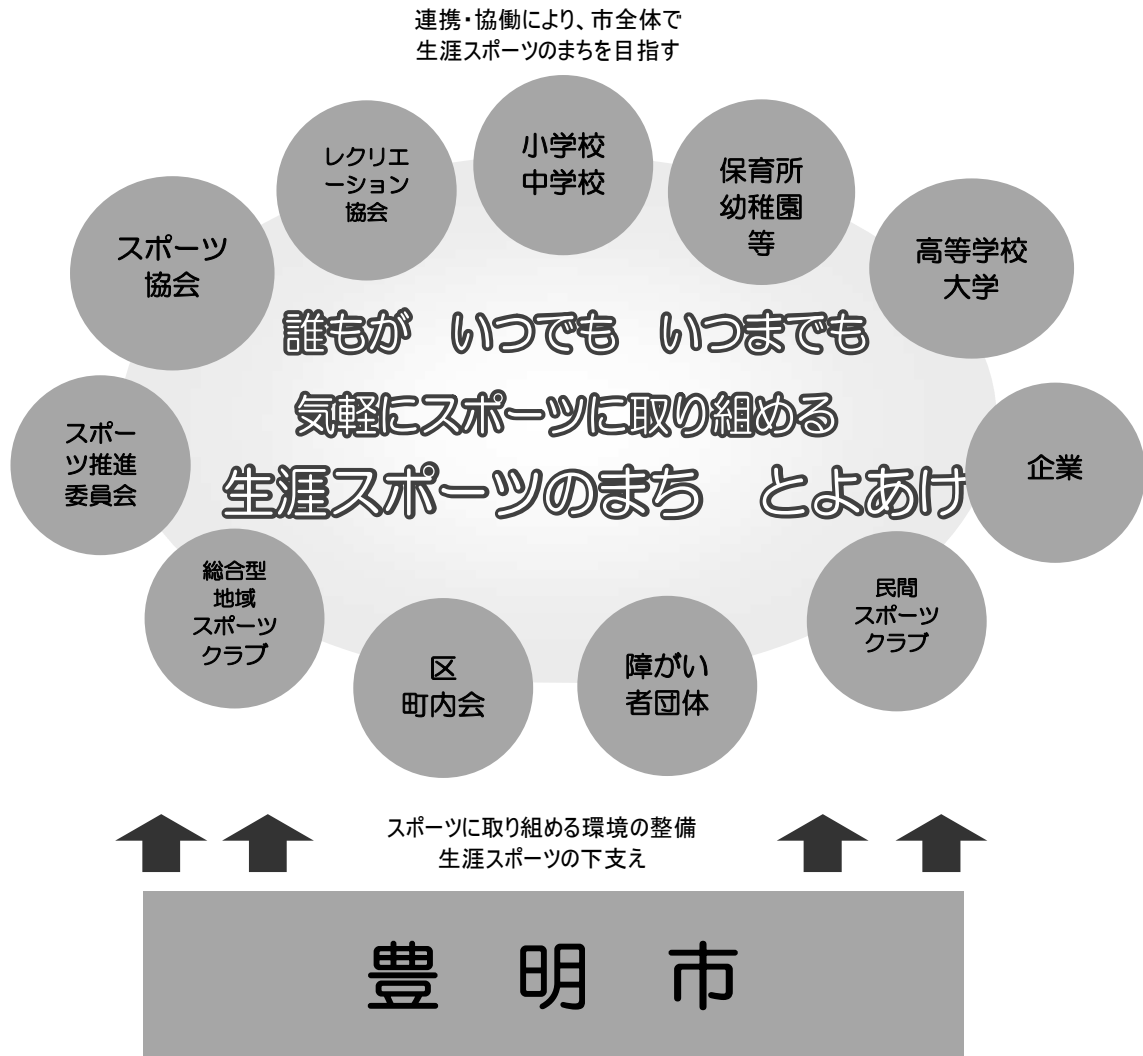 連携・協働により、市全体で
生涯スポーツのまちを目指す
小学校
中学校
レクリエ
ーション
協会
保育所
幼稚園
等
スポーツ
協会
高等学校
大学
誰もが　いつでも　いつまでも
気軽にスポーツに取り組める
生涯スポーツのまち　とよあけ
スポー
ツ推進
委員会
企業
総合型
地域
スポーツ
クラブ
民間
スポーツ
クラブ
区
町内会
障がい
者団体
スポーツに取り組める環境の整備
生涯スポーツの下支え
豊　明　市